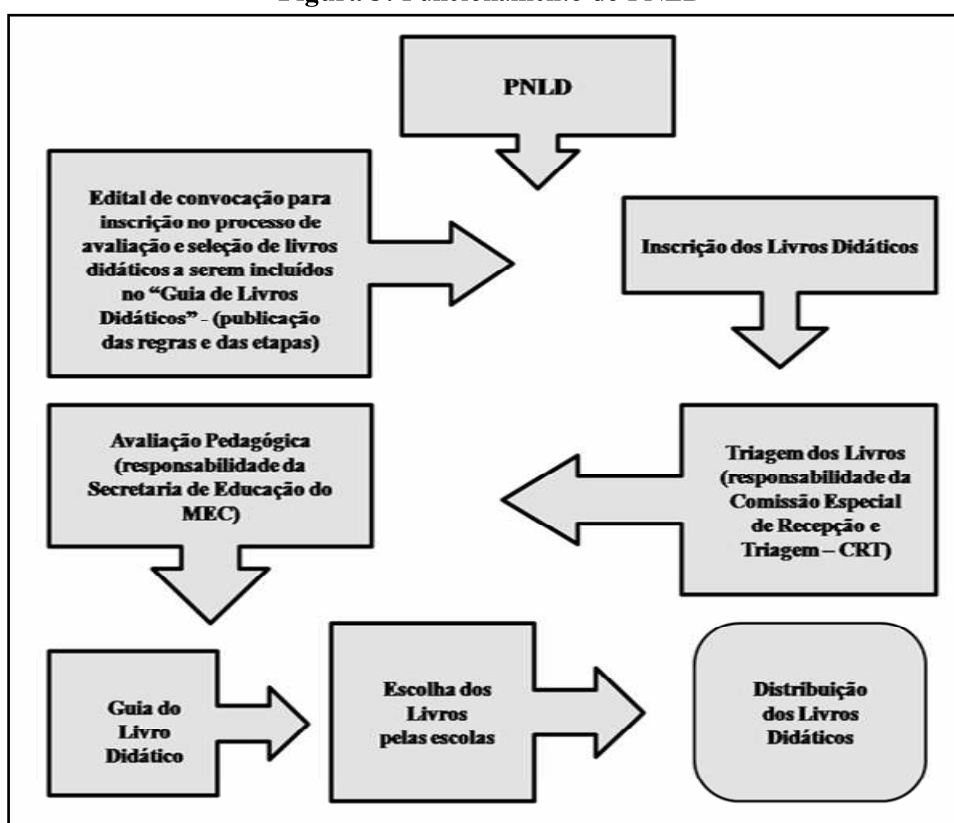 PNLD
Edital de convocação para
inscrição no processo de
avaliação e seleção de livros
didáticos a serem incluídos
no “Guia de Livros
Didáticos” - (publicação
das regras e das etapas)
Inscrição dos Livros Didáticos
Triagem dos Livros
(responsabilidade da
Comissão Especial
de Recepção e
Triagem – CRT)
Avaliação Pedagógica
(responsabilidade da
Secretaria de Educação do
MEC)
Guia do
Livro
Didático
Escolha dos
Livros
pelas escolas
Distribuição
dos Livros
Didáticos